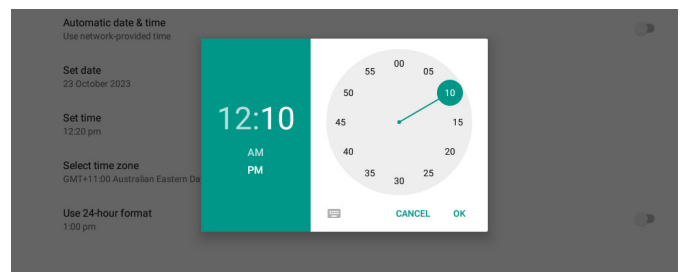 Automatic date & time
Use network-provided time
Set date
23 October 2023
Set time
12:20 pm
Select time zone
GMT+11:00 Australian Eastern Da
Use 24-hour format
1:00 pm
12:10
AM
PM
00
05
10
15
20
25
30
35
40
45
50
55
CANCEL OK